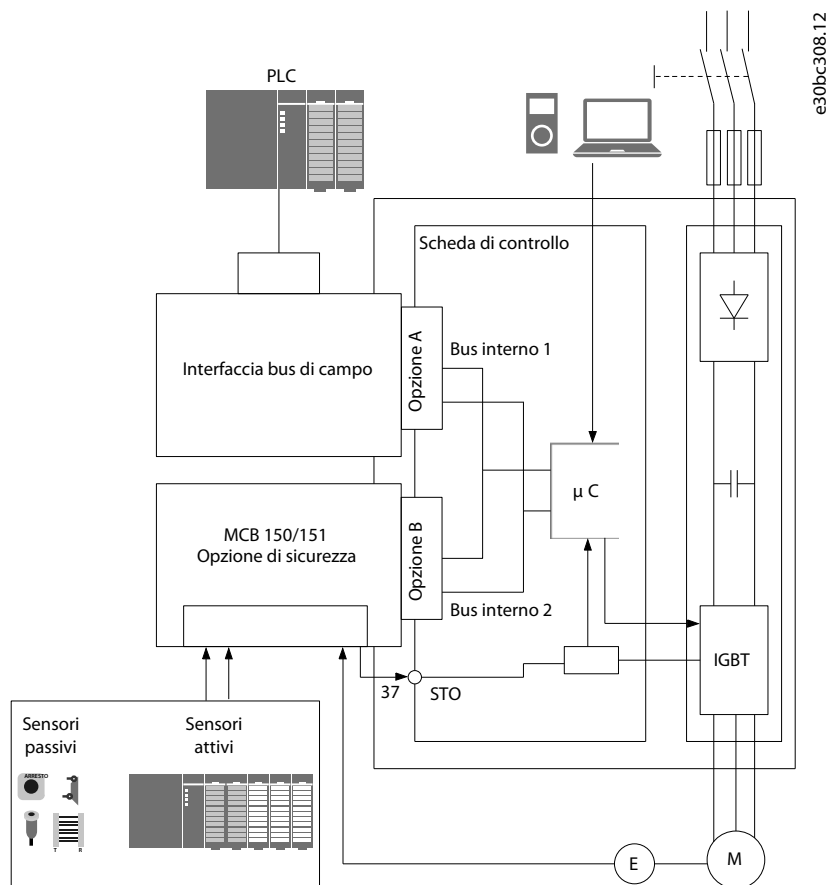 e30bc308.12
PLC
Scheda di controllo
Opzione A
Bus interno 1
Interfaccia bus di campo
µ C
MCB 150/151
Opzione di sicurezza
Opzione B
Bus interno 2
IGBT
37
STO
Sensori
passivi
Sensori
attivi
ARRESTO
T R
E
M